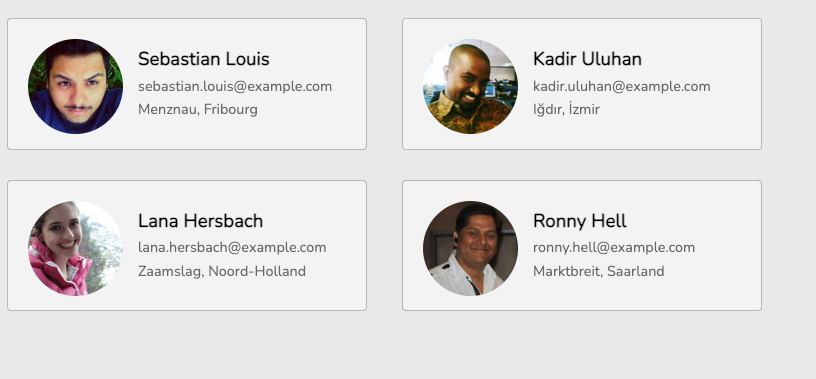 Sebastian Louis
sebastian.louis@example.com
Menznau, Fribourg
Kadir Uluhan
kadir.uluhan@example.com
Iğdır, İzmir
Lana Hersbach
lana.hersbach@example.com
Zaamslag, Noord-Holland
Ronny Hell
ronny.hell@example.com
Marktbreit, Saarland